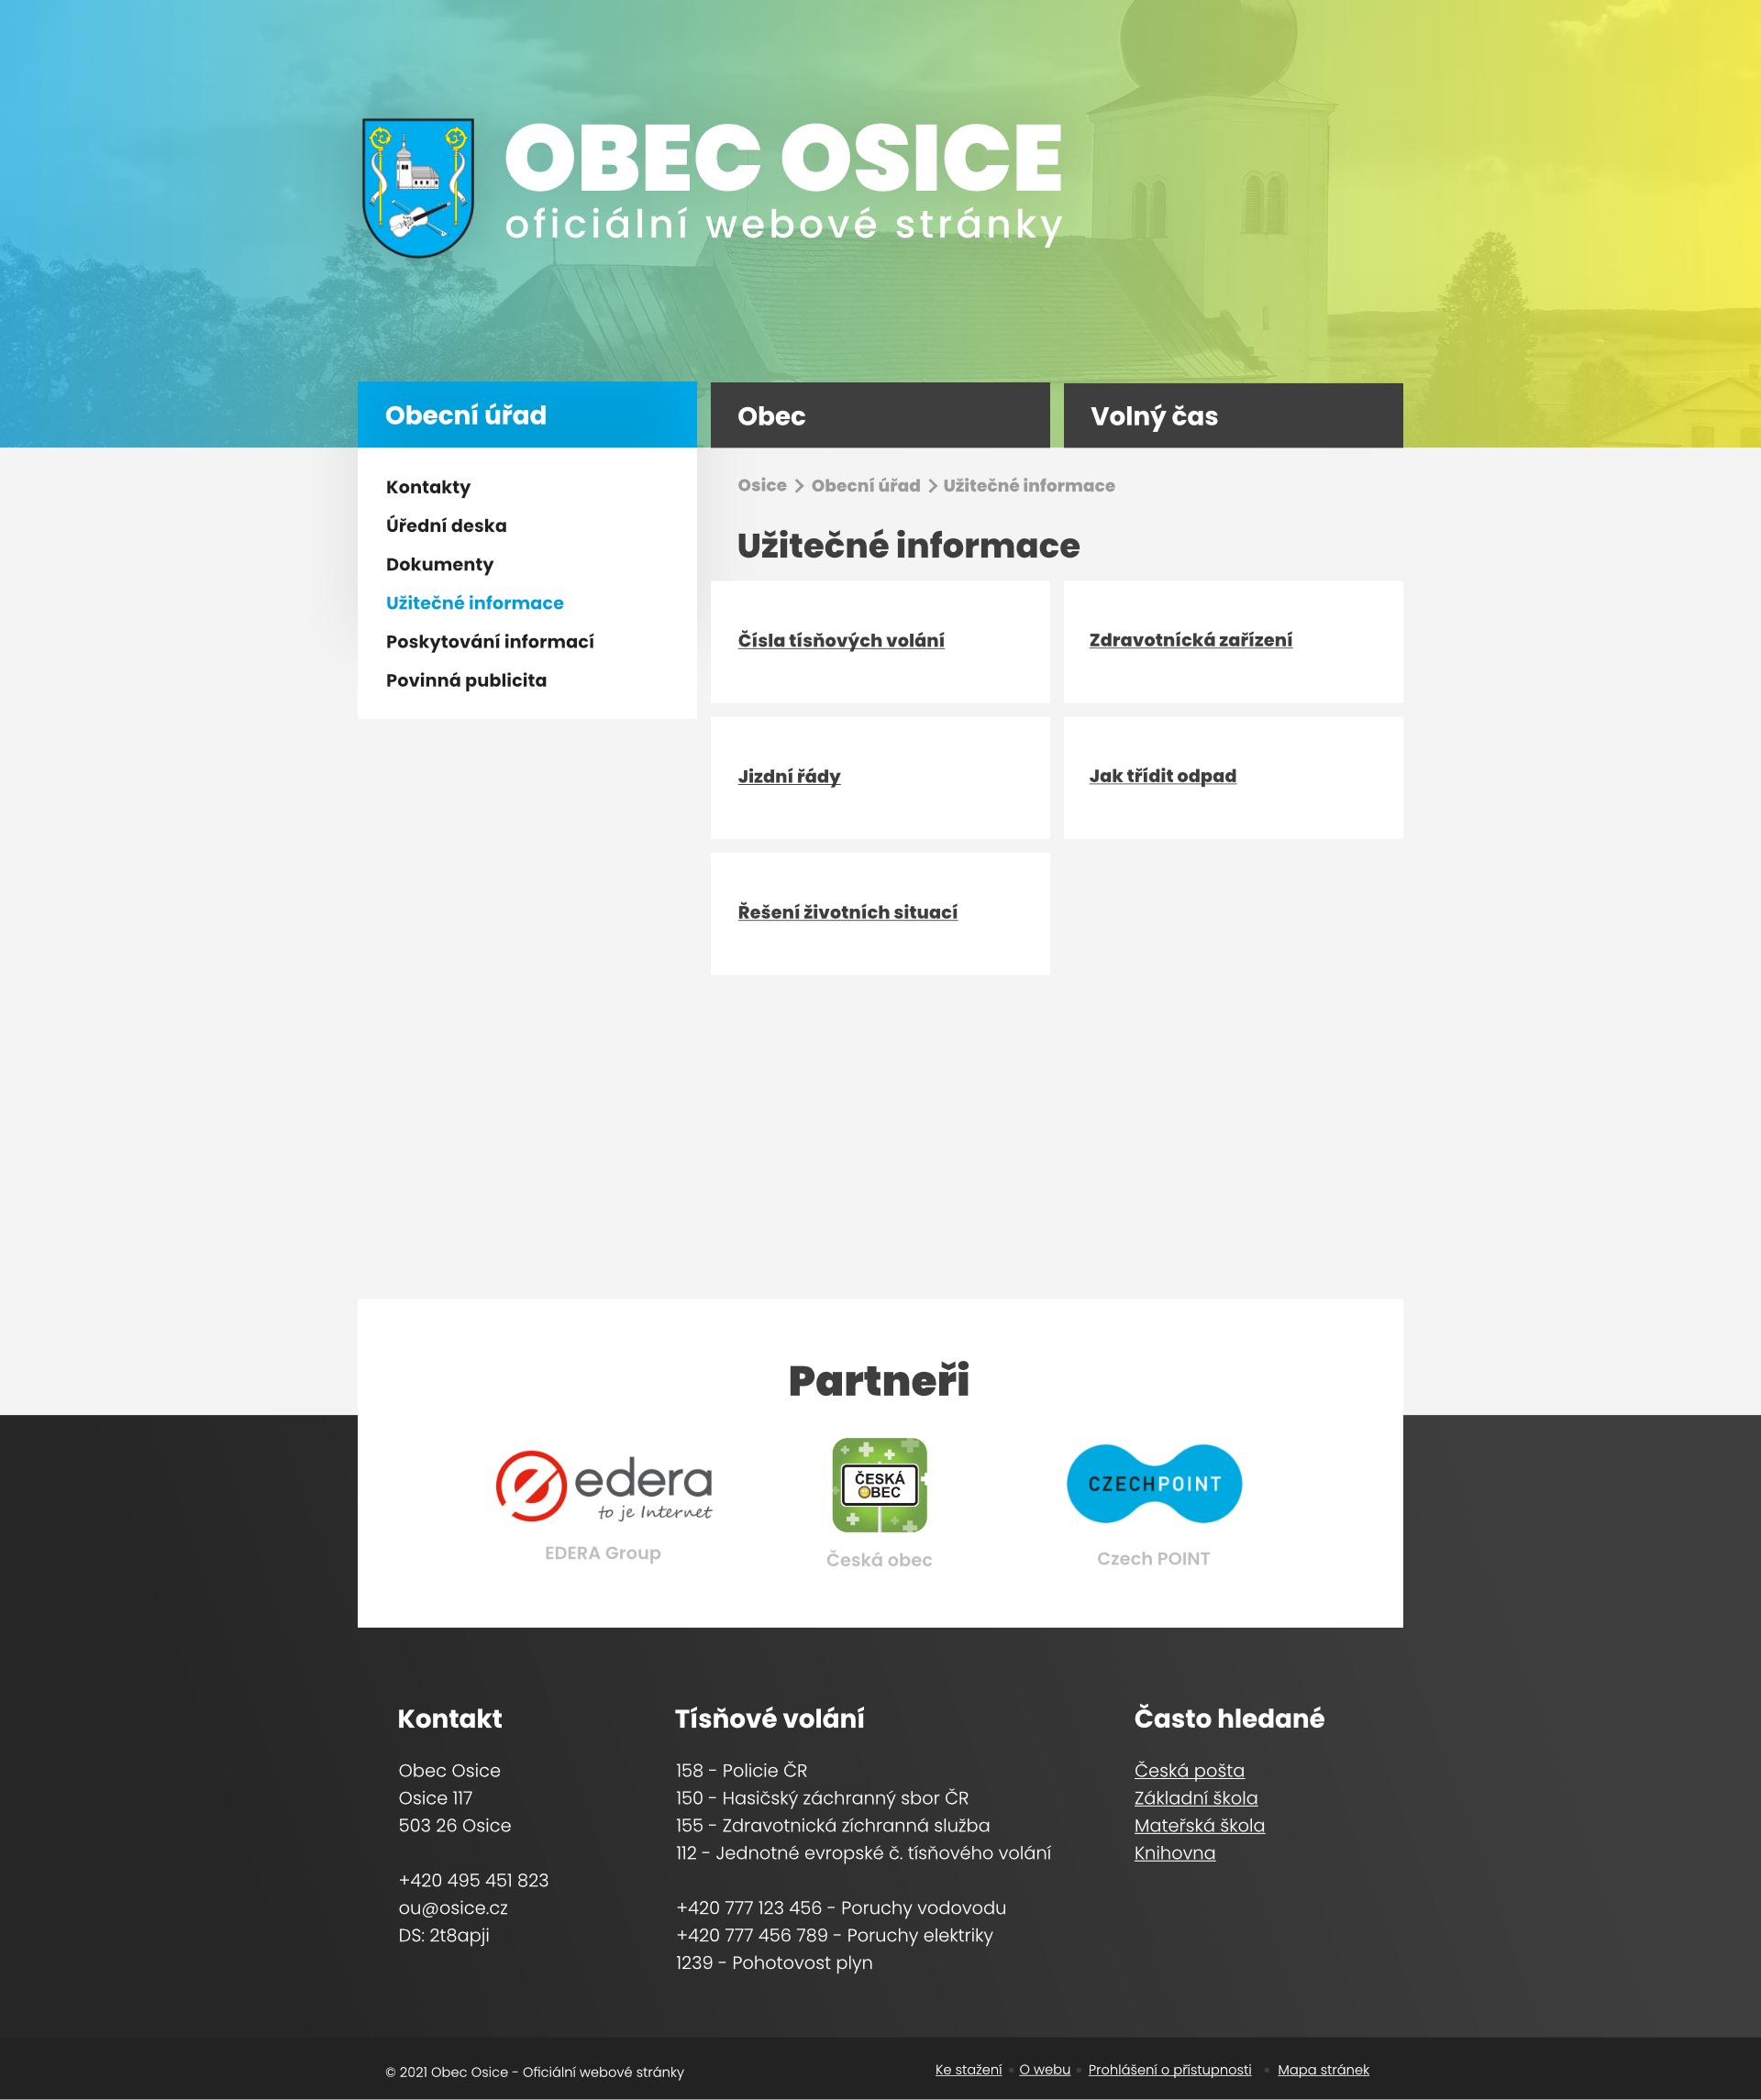 OBEC OSICE
oficiální webové stránky
Obecní úřad
Obec
Volný čas
Kontakty
Úřední deska
Dokumenty
Užitečné informace
Poskytování informací
Povinná publicita
Osice > Obecní úřad > Užitečné informace
Užitečné informace
Čísla tísňových volání
Zdravotnícká zařízení
Jizdní řády
Jak třídit odpad
Řešení životních situací
Partneři
edera
to je Internet
EDERA Group
ČESKÁ
OBEC
Česká obec
CZECHPOINT
Czech POINT
Kontakt
Obec Osice
Osice 117
503 26 Osice
+420 495 451 823
ou@osice.cz
DS: 2t8apji
Tísňové volání
158 - Policie ČR
150 - Hasičský záchranný sbor ČR
155 - Zdravotnická zíchranná služba
112 - Jednotné evropské č. tísňového volání
+420 777 123 456 - Poruchy vodovodu
+420 777 456 789 - Poruchy elektriky
1239 - Pohotovost plyn
Často hledané
Česká pošta
Základní škola
Mateřská škola
Knihovna
© 2021 Obec Osice - Oficiální webové stránky
Ke stažení • O webu • Prohlášení o přístupnosti • Mapa stránek